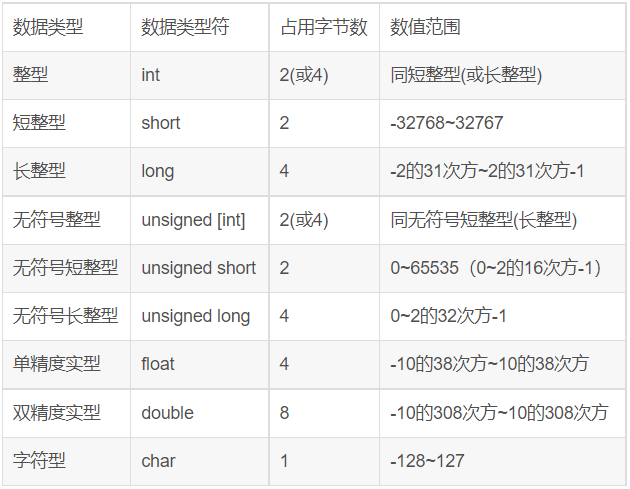 数据类型 数据类型符 占用字节数 数值范围
整型 int 2(或4) 同短整型(或长整型)
短整型 short 2 -32768~32767
长整型 long 4 -2的31次方~2的31次方-1
无符号整型 unsigned [int] 2(或4) 同无符号短整型(长整型)
无符号短整型 unsigned short 2 0~65535（0~2的16次方-1）
无符号长整型 unsigned long 4 0~2的32次方-1
单精度实型 float 4 -10的38次方~10的38次方
双精度实型 double 8 -10的308次方~10的308次方
字符型 char 1 -128~127